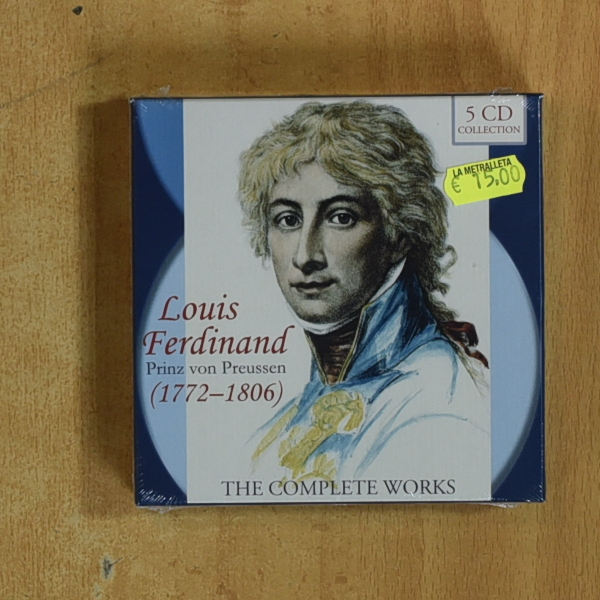 5 CD
COLLECTION
LA METRALLETA
€ 15.00
Louis
Ferdinand
Prinz von Preussen
(1772–1806)
THE COMPLETE WORKS